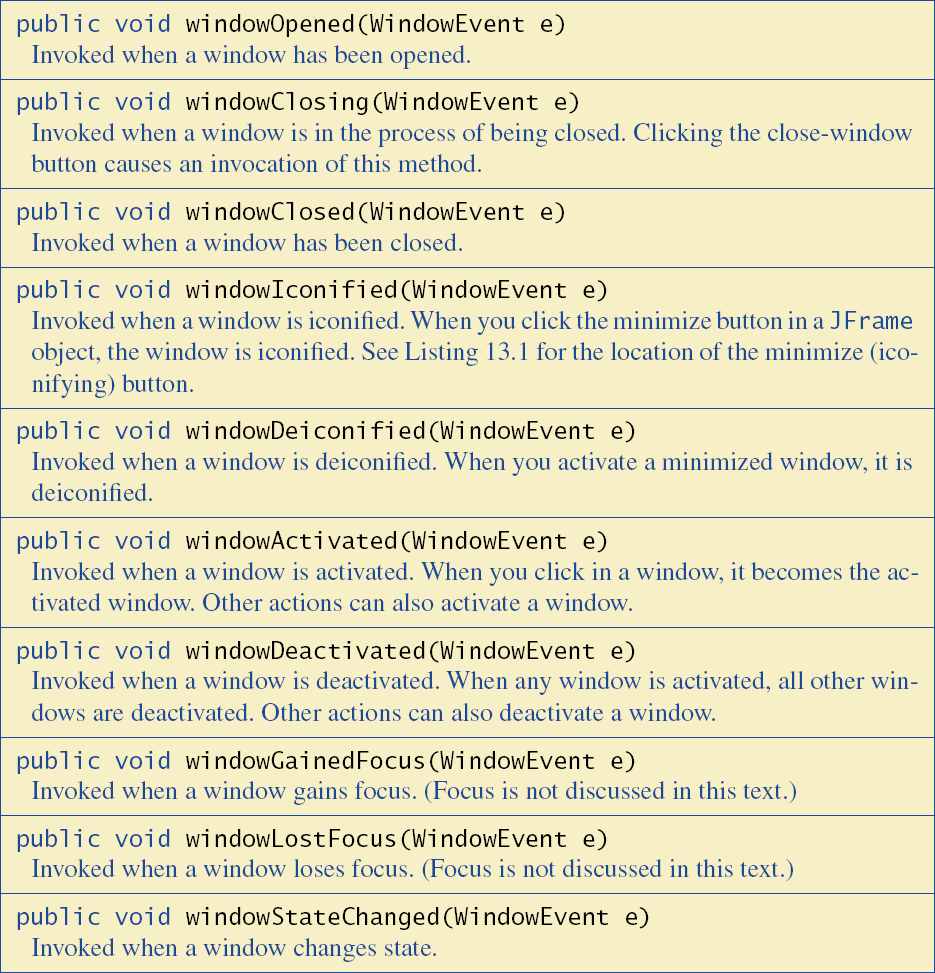 public void windowOpened(WindowEvent e)
Invoked when a window has been opened.
public void windowClosing(WindowEvent e)
Invoked when a window is in the process of being closed. Clicking the close-window
button causes an invocation of this method.
public void windowClosed(WindowEvent e)
Invoked when a window has been closed.
public void windowIconified(WindowEvent e)
Invoked when a window is iconified. When you click the minimize button in a JFrame
object, the window is iconified. See Listing 13.1 for the location of the minimize (ico-
nifying) button.
public void windowDeiconified(WindowEvent e)
Invoked when a window is deiconified. When you activate a minimized window, it is
deiconified.
public void windowActivated(WindowEvent e)
Invoked when a window is activated. When you click in a window, it becomes the ac-
tivated window. Other actions can also activate a window.
public void windowDeactivated(WindowEvent e)
Invoked when a window is deactivated. When any window is activated, all other win-
dows are deactivated. Other actions can also deactivate a window.
public void windowGainedFocus(WindowEvent e)
Invoked when a window gains focus. (Focus is not discussed in this text.)
public void windowLostFocus(WindowEvent e)
Invoked when a window loses focus. (Focus is not discussed in this text.)
public void windowStateChanged(WindowEvent e)
Invoked when a window changes state.